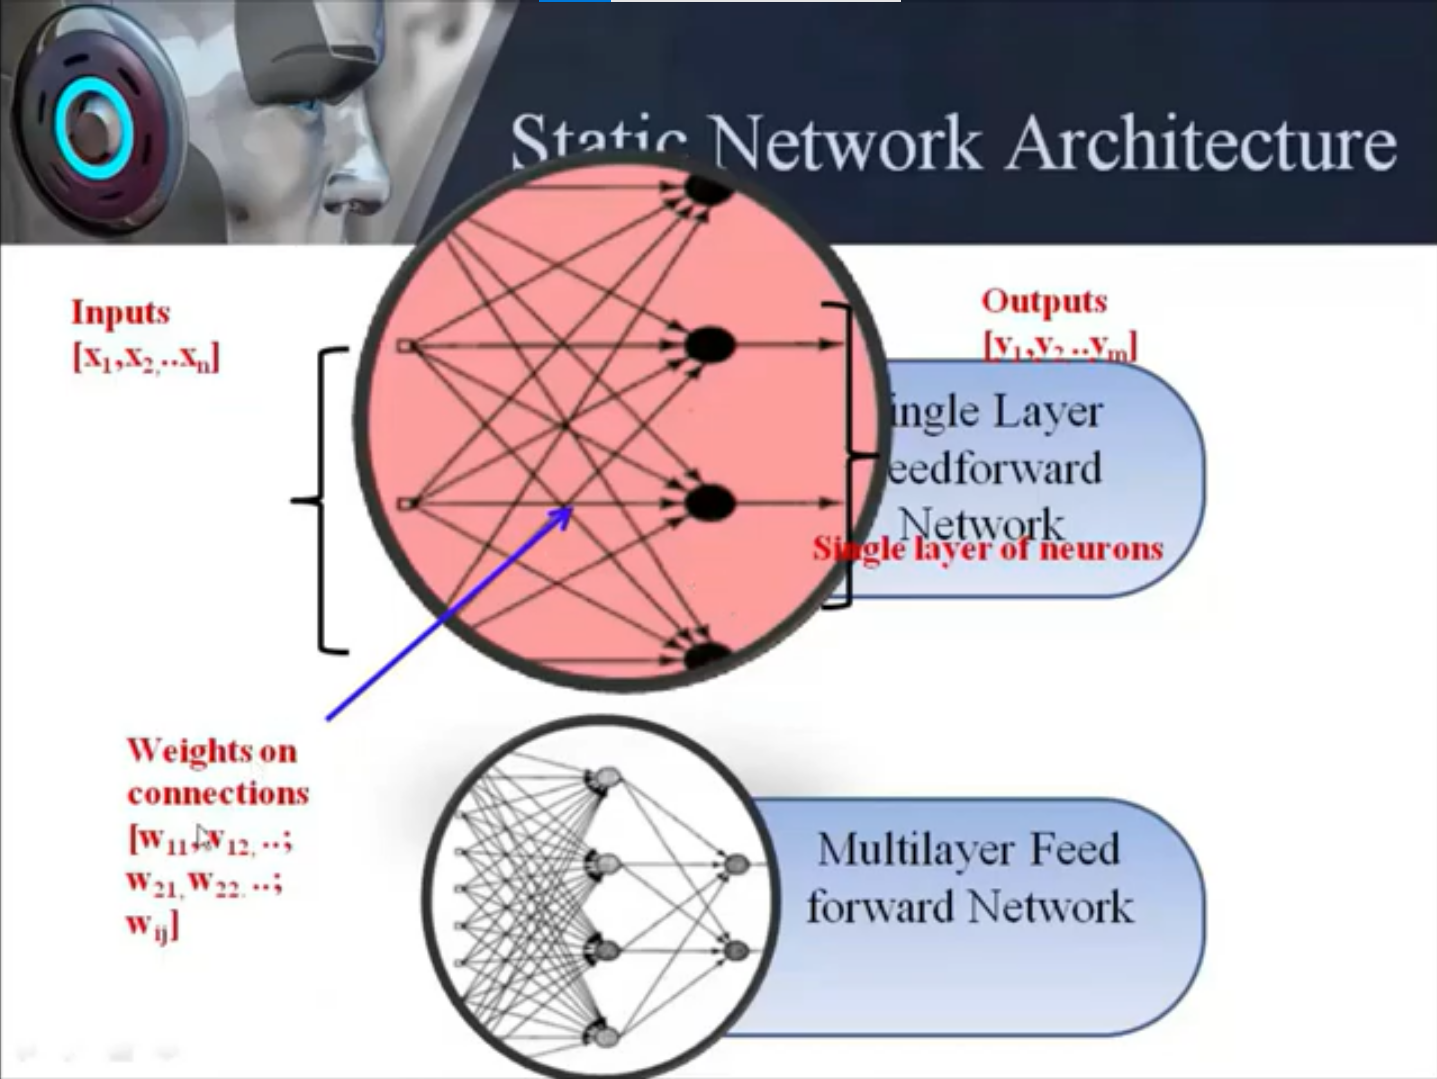 Static Network Architecture
Inputs
[x₁,x₂,..xₙ]
Outputs
[y₁,y₂..yₘ]
ingle Layer
eedforward
Network
Single layer of neurons
Weights on
connections
[w₁₁,w₁₂,..;
w₂₁,w₂₂...;
wᵢⱼ]
Multilayer Feed
forward Network